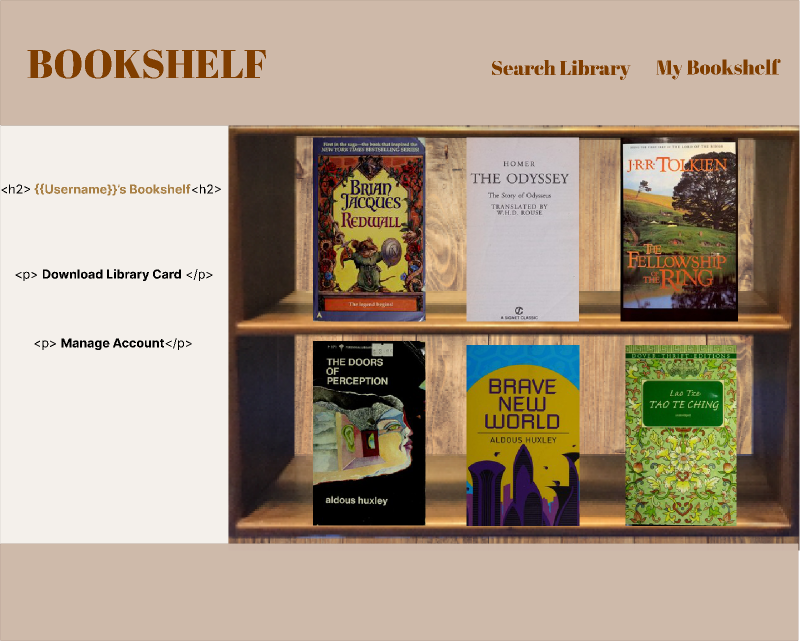 BOOKSHELF
Search Library
My Bookshelf
<h2> {{Username}}'s Bookshelf<h2>
<p> Download Library Card </p>
<p> Manage Account</p>
First in the saga—the book that inspired the
NEW YORK TIMES BESTSELLING SERIES!
BRIAN
JACQUES
REDWALL
The legend begins!
HOMER
THE ODYSSEY
The Story of Odysseus
TRANSLATED BY
W.H.D. ROUSE
A SIGNET CLASSIC
J·R·R·TOLKIEN
THE
FELLOWSHIP
OF THE
RING
THE DOORS
OF
PERCEPTION
aldous huxley
BRAVE
NEW
WORLD
ALDOUS HUXLEY
DOVER · THRIFT · EDITIONS
Lao Tze
TAO TE CHING